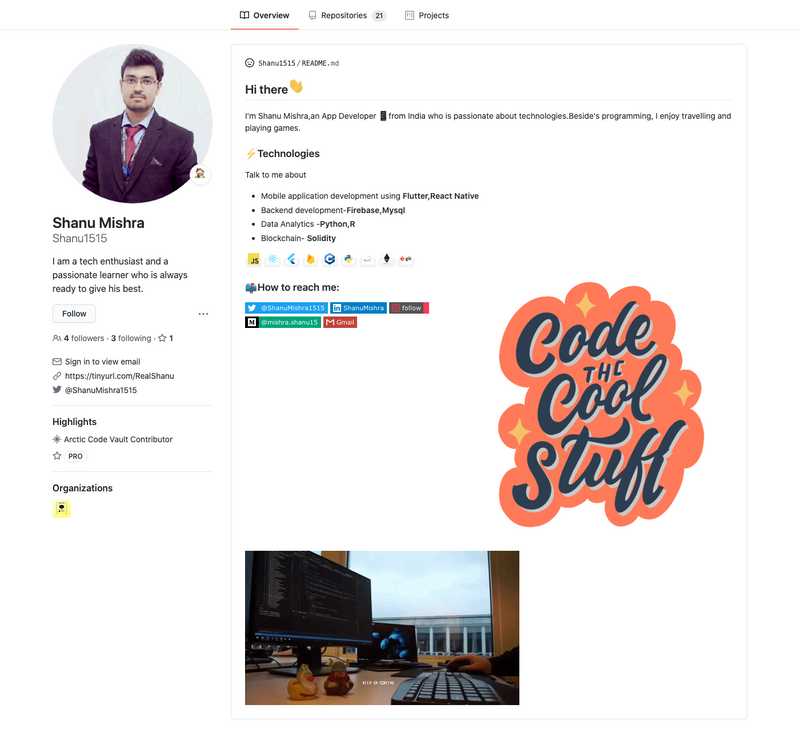 Overview
Repositories 21
Projects
Shanu1515/README.md
Hi there👋
I'm Shanu Mishra,an App Developer 📱from India who is passionate about technologies.Beside's programming, I enjoy travelling and
playing games.
⚡Technologies
Talk to me about
• Mobile application development using Flutter,React Native
• Backend development-Firebase,Mysql
• Data Analytics -Python,R
• Blockchain- Solidity
JS
📫How to reach me:
@ShanuMishra1515
in ShanuMishra
follow
M @mishra.shanu15
Gmail
Code
THE
Cool
Stuff
Shanu Mishra
Shanu1515
I am a tech enthusiast and a
passionate learner who is always
ready to give his best.
Follow
...
4 followers · 3 following · 1
Sign in to view email
https://tinyurl.com/RealShanu
@ShanuMishra1515
Highlights
Arctic Code Vault Contributor
PRO
Organizations